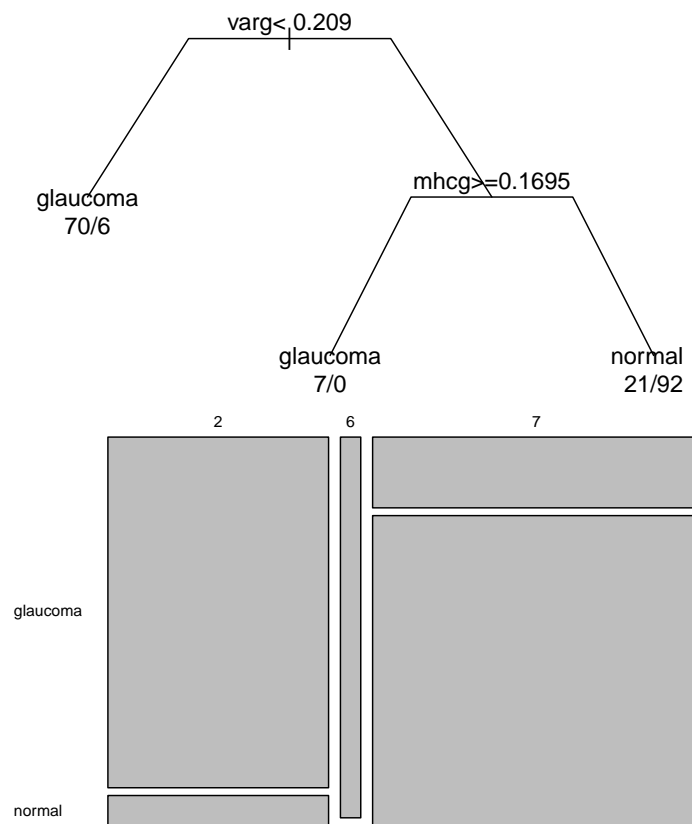 varg< 0.209
mhcg>=0.1695
glaucoma
70/6
glaucoma
7/0
normal
21/92
2 6 7
glaucoma
normal